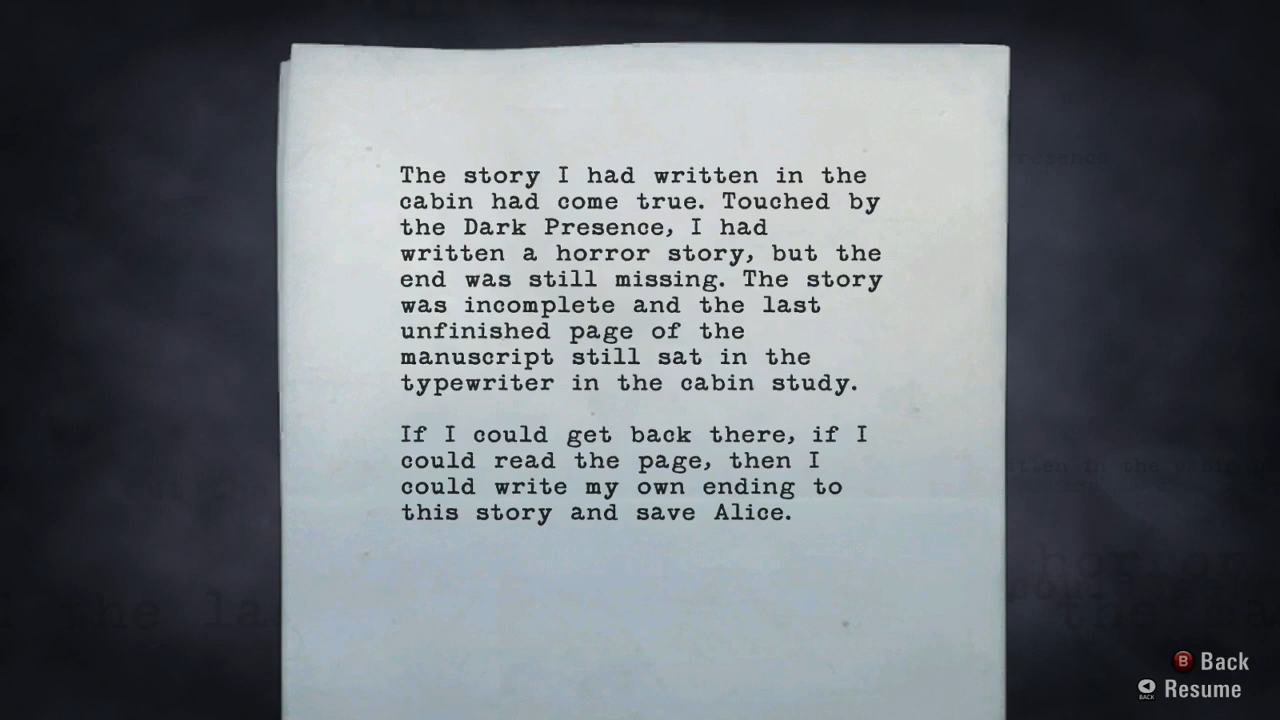 The story I had written in the
cabin had come true. Touched by
the Dark Presence, I had
written a horror story, but the
end was still missing. The story
was incomplete and the last
unfinished page of the
manuscript still sat in the
typewriter in the cabin study.
If I could get back there, if I
could read the page, then I
could write my own ending to
this story and save Alice.
B Back
BACK Resume